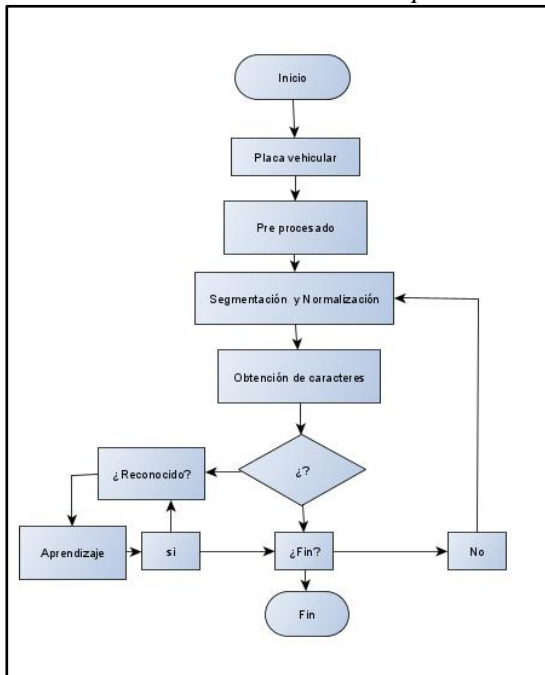 Inicio
Placa vehicular
Pre procesado
Segmentación y Normalización
Obtención de caracteres
¿?
¿Reconocido?
Aprendizaje
si
¿Fin?
No
Fin